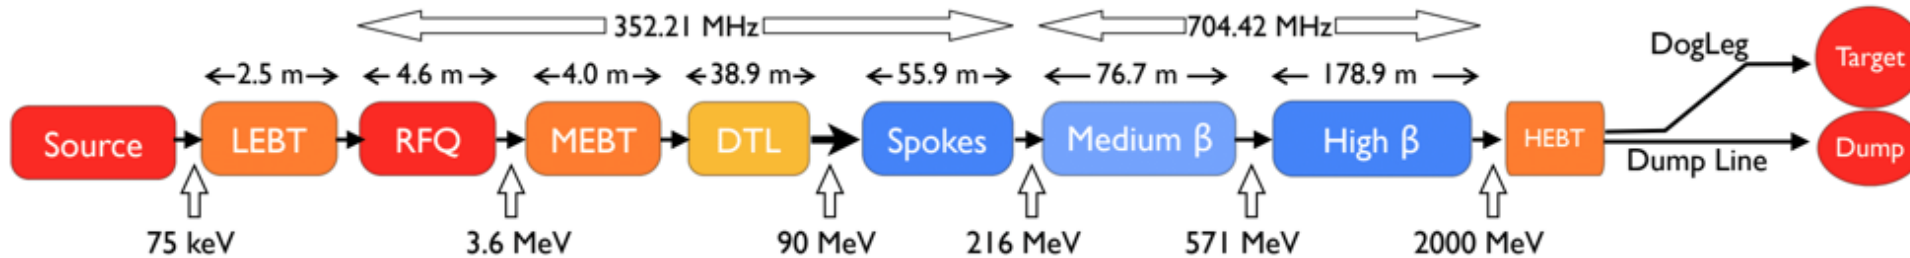 352.21 MHz 704.42 MHz
2.5 m 4.6 m 4.0 m 38.9 m 55.9 m 76.7 m 178.9 m
DogLeg
Target
Source LEBT RFQ MEBT DTL Spokes Medium β High β HEBT
Dump Line
Dump
75 keV 3.6 MeV 90 MeV 216 MeV 571 MeV 2000 MeV